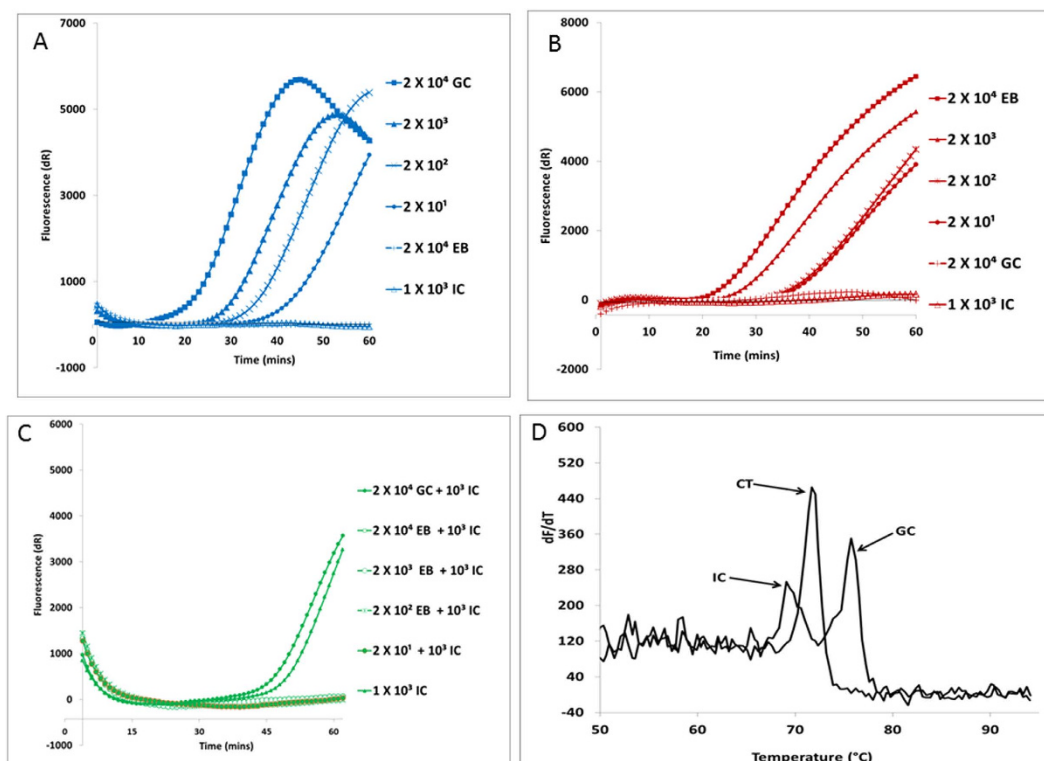 A
7000
5000
3000
1000
-1000
Fluorescence (dR)
0 10 20 30 40 50 60
Time (mins)
2 X 10⁴ GC
2 X 10³
2 X 10²
2 X 10¹
2 X 10⁴ EB
1 X 10³ IC
B
8000
6000
4000
2000
0
-2000
Fluorescence (dR)
0 10 20 30 40 50 60
Time (mins)
2 X 10⁴ EB
2 X 10³
2 X 10²
2 X 10¹
2 X 10⁴ GC
1 X 10³ IC
C
6000
5000
4000
3000
2000
1000
0
-1000
Fluorescence (dR)
0 15 30 45 60
Time (mins)
2 X 10⁴ GC + 10³ IC
2 X 10⁴ EB + 10³ IC
2 X 10³ EB + 10³ IC
2 X 10² EB + 10³ IC
2 X 10¹ + 10³ IC
1 X 10³ IC
D
600
520
440
360
280
200
120
40
-40
dF/dT
CT
GC
IC
50 60 70 80 90
Temperature (°C)